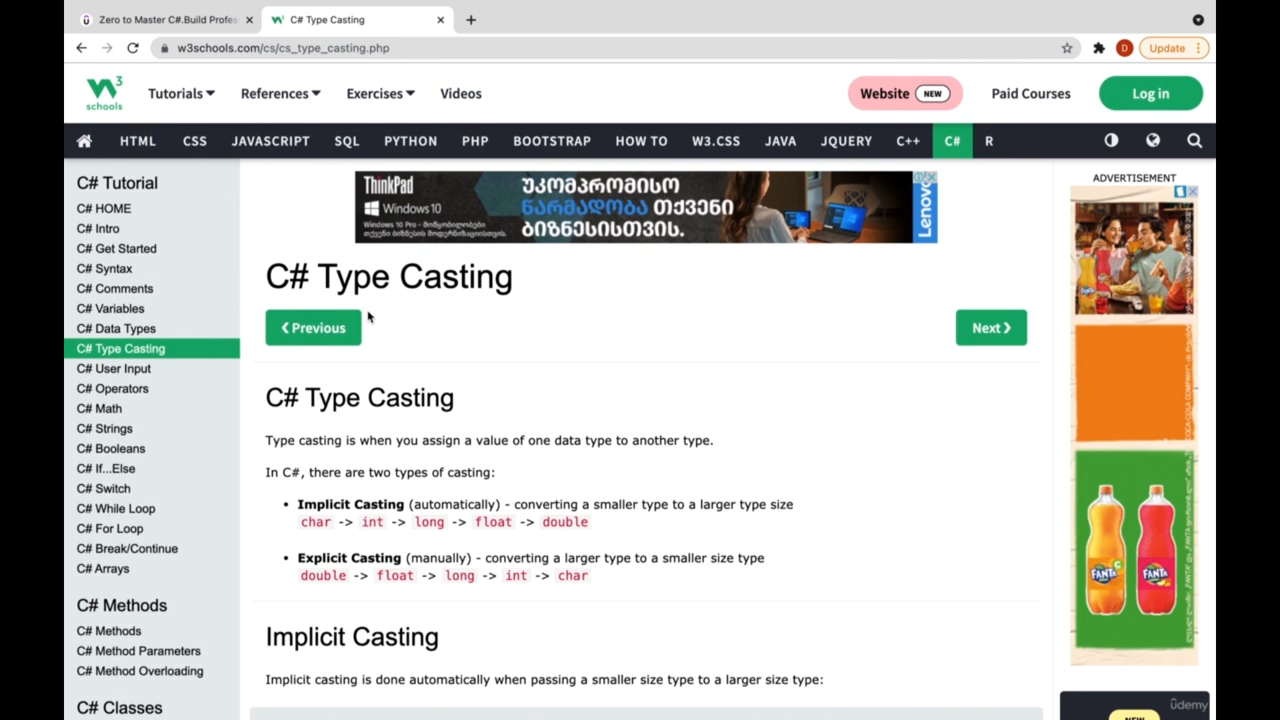 Zero to Master C#.Build Profes
C# Type Casting
w3schools.com/cs/cs_type_casting.php
D
Update
W3
schools
Tutorials
References
Exercises
Videos
Website NEW
Paid Courses
Log in
HTML
CSS
JAVASCRIPT
SQL
PYTHON
PHP
BOOTSTRAP
HOW TO
W3.CSS
JAVA
JQUERY
C++
C#
R
C# Tutorial
C# HOME
C# Intro
C# Get Started
C# Syntax
C# Comments
C# Variables
C# Data Types
C# Type Casting
C# User Input
C# Operators
C# Math
C# Strings
C# Booleans
C# If...Else
C# Switch
C# While Loop
C# For Loop
C# Break/Continue
C# Arrays
C# Methods
C# Methods
C# Method Parameters
C# Method Overloading
C# Classes
ThinkPad
Windows 10
უკომპრომისო
ნარმადობა თქვენი
ბიზნესისთვის.
Lenovo
C# Type Casting
❮ Previous
Next ❯
C# Type Casting
Type casting is when you assign a value of one data type to another type.
In C#, there are two types of casting:
• Implicit Casting (automatically) - converting a smaller type to a larger type size
char -> int -> long -> float -> double
• Explicit Casting (manually) - converting a larger type to a smaller size type
double -> float -> long -> int -> char
Implicit Casting
Implicit casting is done automatically when passing a smaller size type to a larger size type:
ADVERTISEMENT
FANTA
FANTA
NEW
ûdemy